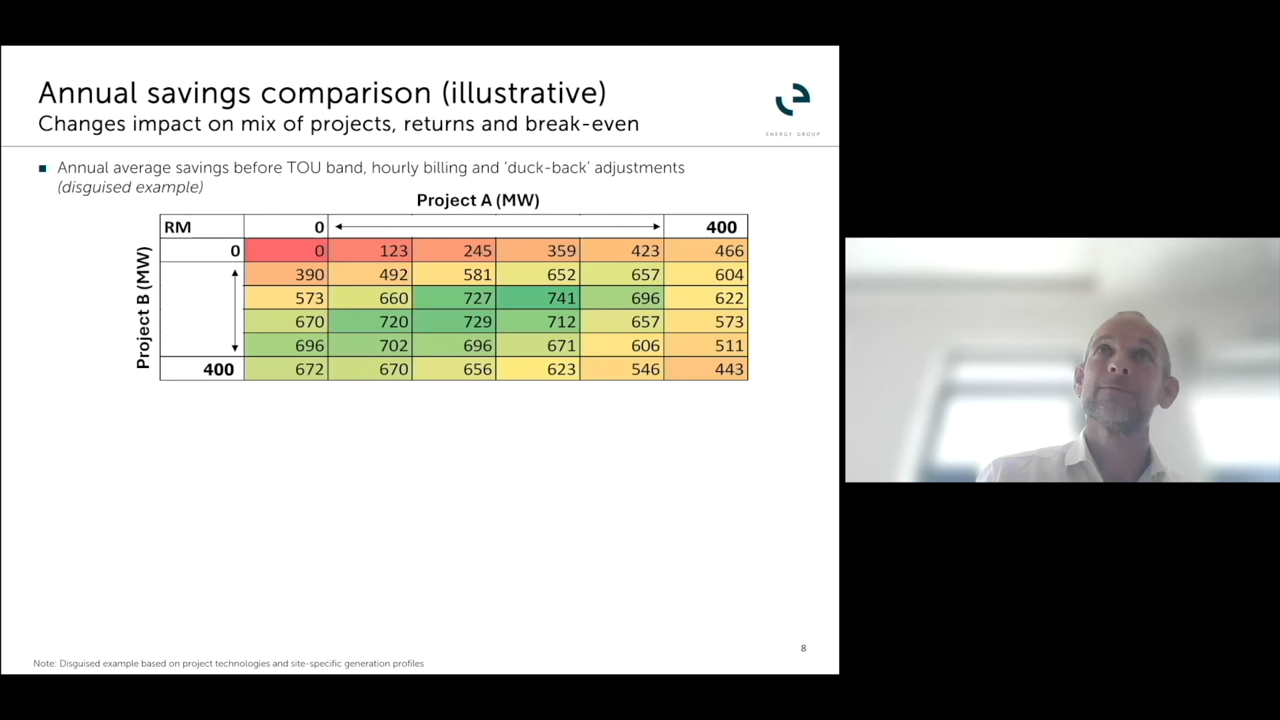 Annual savings comparison (illustrative)
Changes impact on mix of projects, returns and break-even
ENERGY GROUP
Annual average savings before TOU band, hourly billing and ‘duck-back’ adjustments
(disguised example)
Project A (MW)
RM 0 400
0 0 123 245 359 423 466
390 492 581 652 657 604
573 660 727 741 696 622
670 720 729 712 657 573
696 702 696 671 606 511
400 672 670 656 623 546 443
Project B (MW)
8
Note: Disguised example based on project technologies and site-specific generation profiles